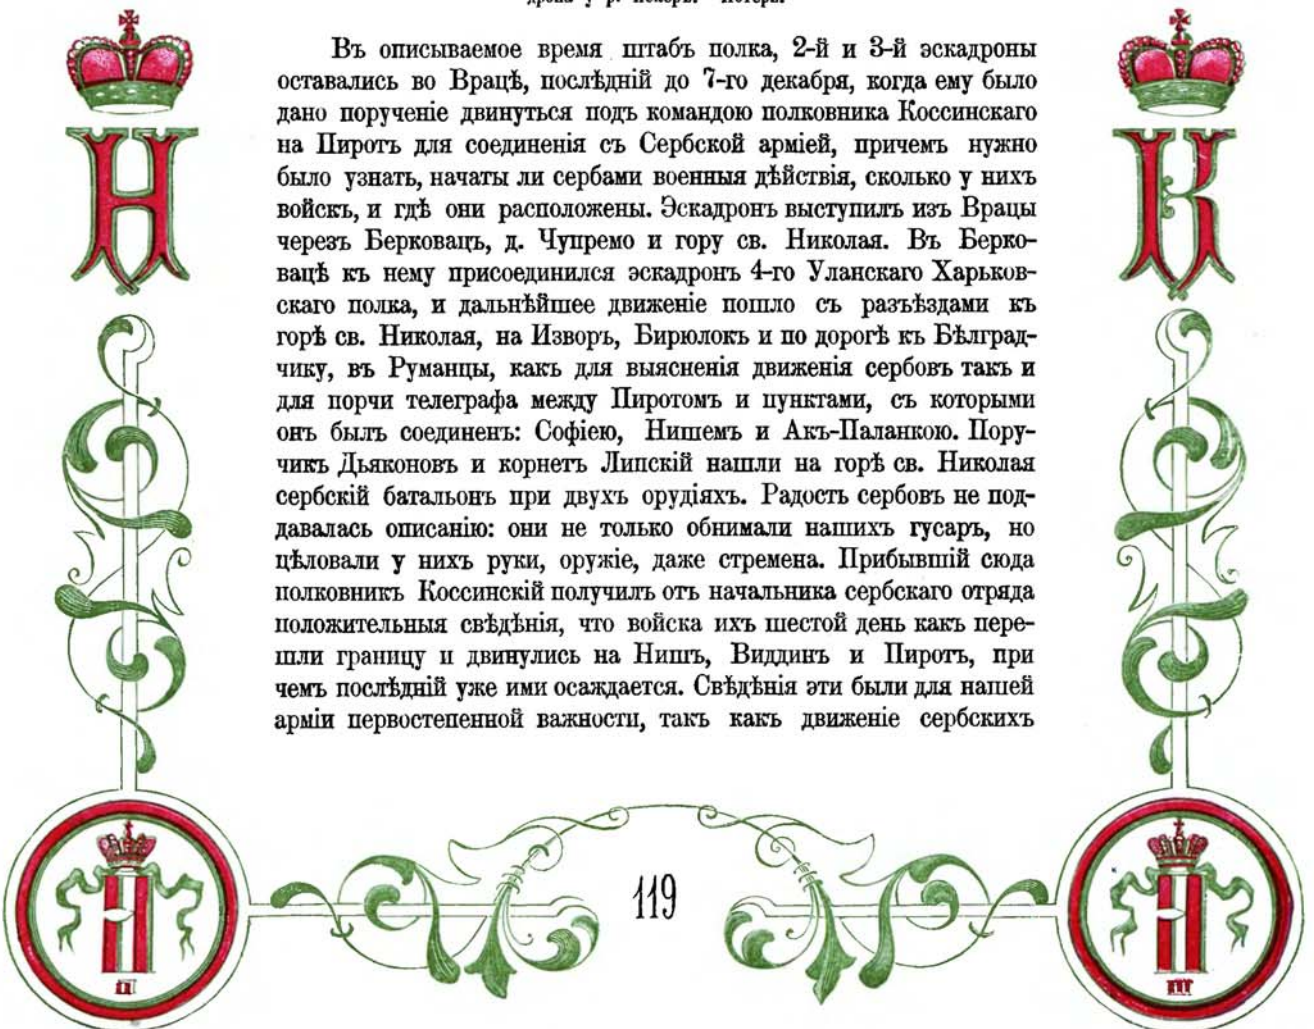 Въ описываемое время штабъ полка, 2-й и 3-й эскадроны
оставались во Врацѣ, послѣдній до 7-го декабря, когда ему было
дано порученіе двинуться подъ командою полковника Коссинскаго
на Пиротъ для соединенія съ Сербской арміей, причемъ нужно
было узнать, начаты ли сербами военныя дѣйствія, сколько у нихъ
войскъ, и гдѣ они расположены. Эскадронъ выступилъ изъ Врацы
черезъ Берковацъ, д. Чупремо и гору св. Николая. Въ Берко-
вацѣ къ нему присоединился эскадронъ 4-го Уланскаго Харьков-
скаго полка, и дальнѣйшее движеніе пошло съ разъѣздами къ
горѣ св. Николая, на Изворъ, Бирюлокъ и по дорогѣ къ Бѣлград-
чику, въ Руманцы, какъ для выясненія движенія сербовъ такъ и
для порчи телеграфа между Пиротомъ и пунктами, съ которыми
онъ былъ соединенъ: Софіею, Нишемъ и Акъ-Паланкою. Пору-
чикъ Дьяконовъ и корнетъ Липскій нашли на горѣ св. Николая
сербскій батальонъ при двухъ орудіяхъ. Радость сербовъ не под-
давалась описанію: они не только обнимали нашихъ гусаръ, но
цѣловали у нихъ руки, оружіе, даже стремена. Прибывшій сюда
полковникъ Коссинскій получилъ отъ начальника сербскаго отряда
положительныя свѣдѣнія, что войска ихъ шестой день какъ пере-
шли границу и двинулись на Нишъ, Виддинъ и Пиротъ, при
чемъ послѣдній уже ими осаждается. Свѣдѣнія эти были для нашей
арміи первостепенной важности, такъ какъ движеніе сербскихъ
Н
К
II
III
119